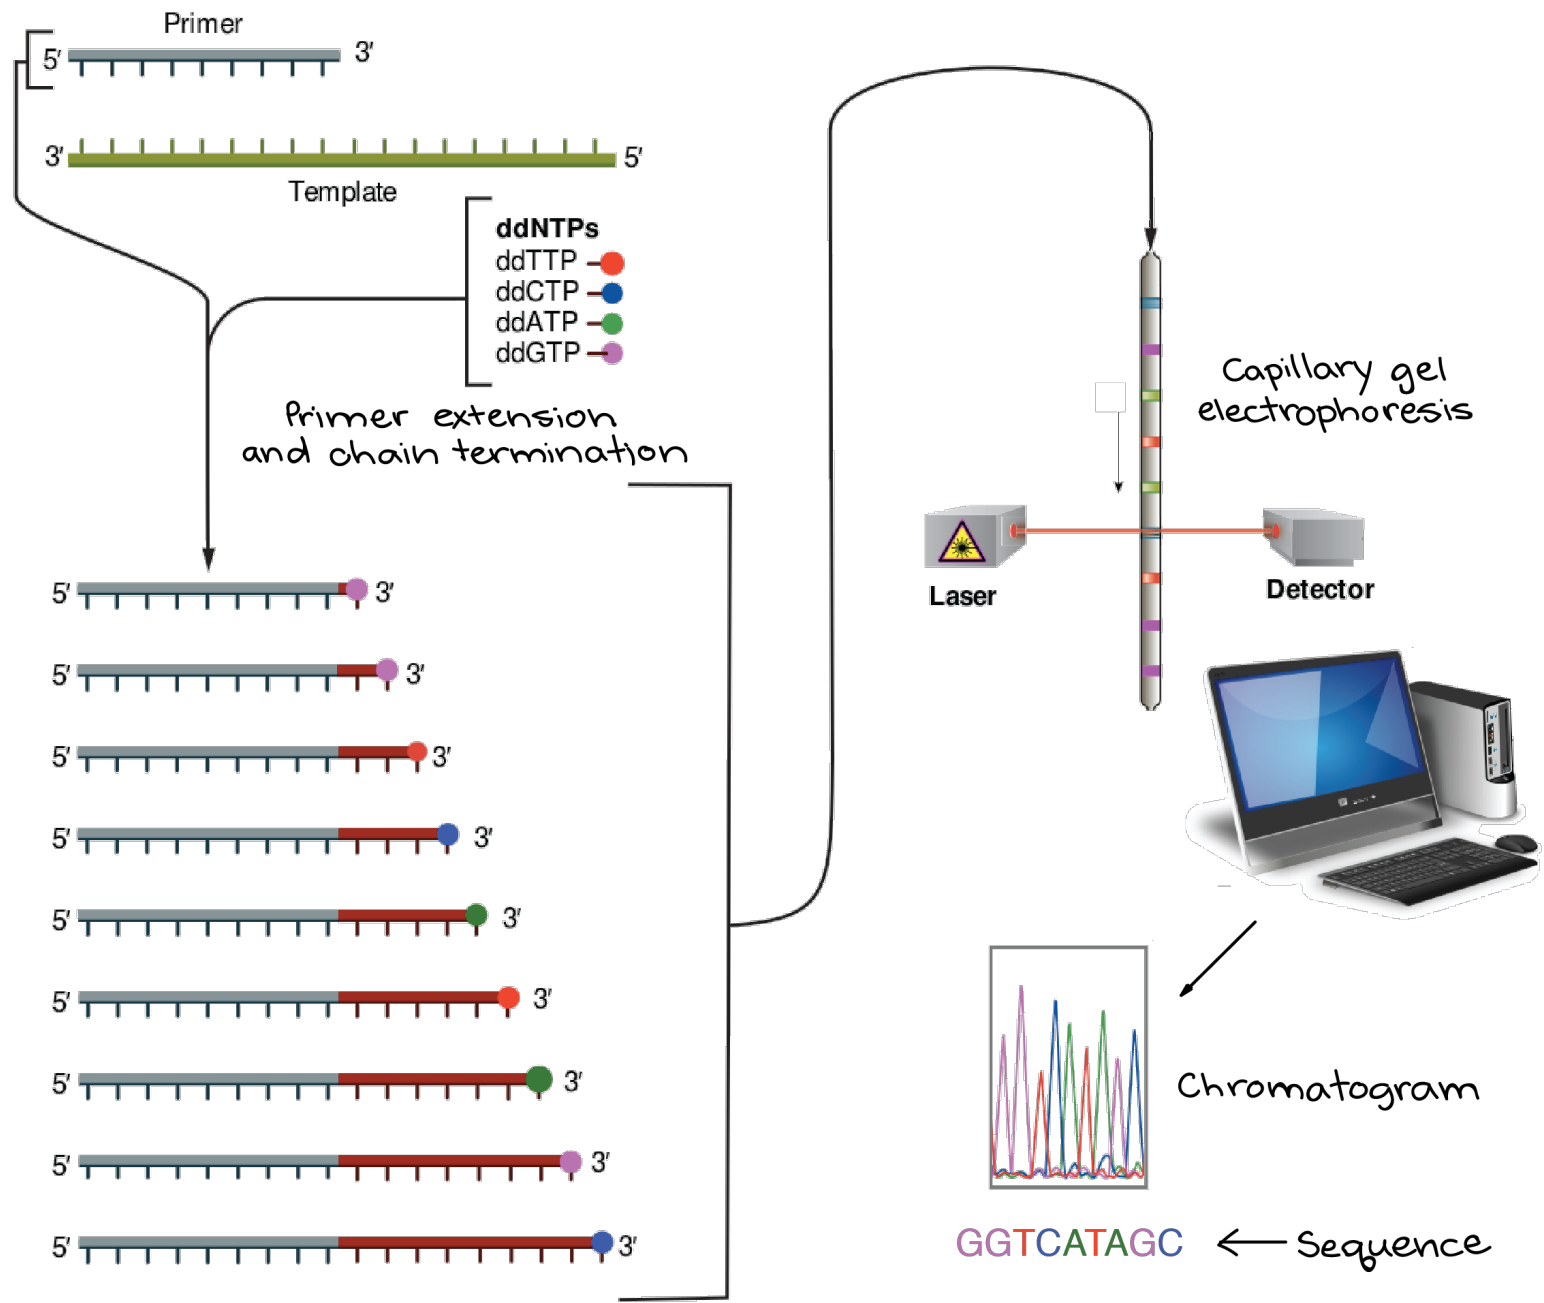 Primer
5′ 3′
3′ 5′
Template
ddNTPs
ddTTP
ddCTP
ddATP
ddGTP
Primer extension
and chain termination
5′ 3′
5′ 3′
5′ 3′
5′ 3′
5′ 3′
5′ 3′
5′ 3′
5′ 3′
5′ 3′
Capillary gel
electrophoresis
Laser
Detector
Chromatogram
GGTCATAGC
Sequence